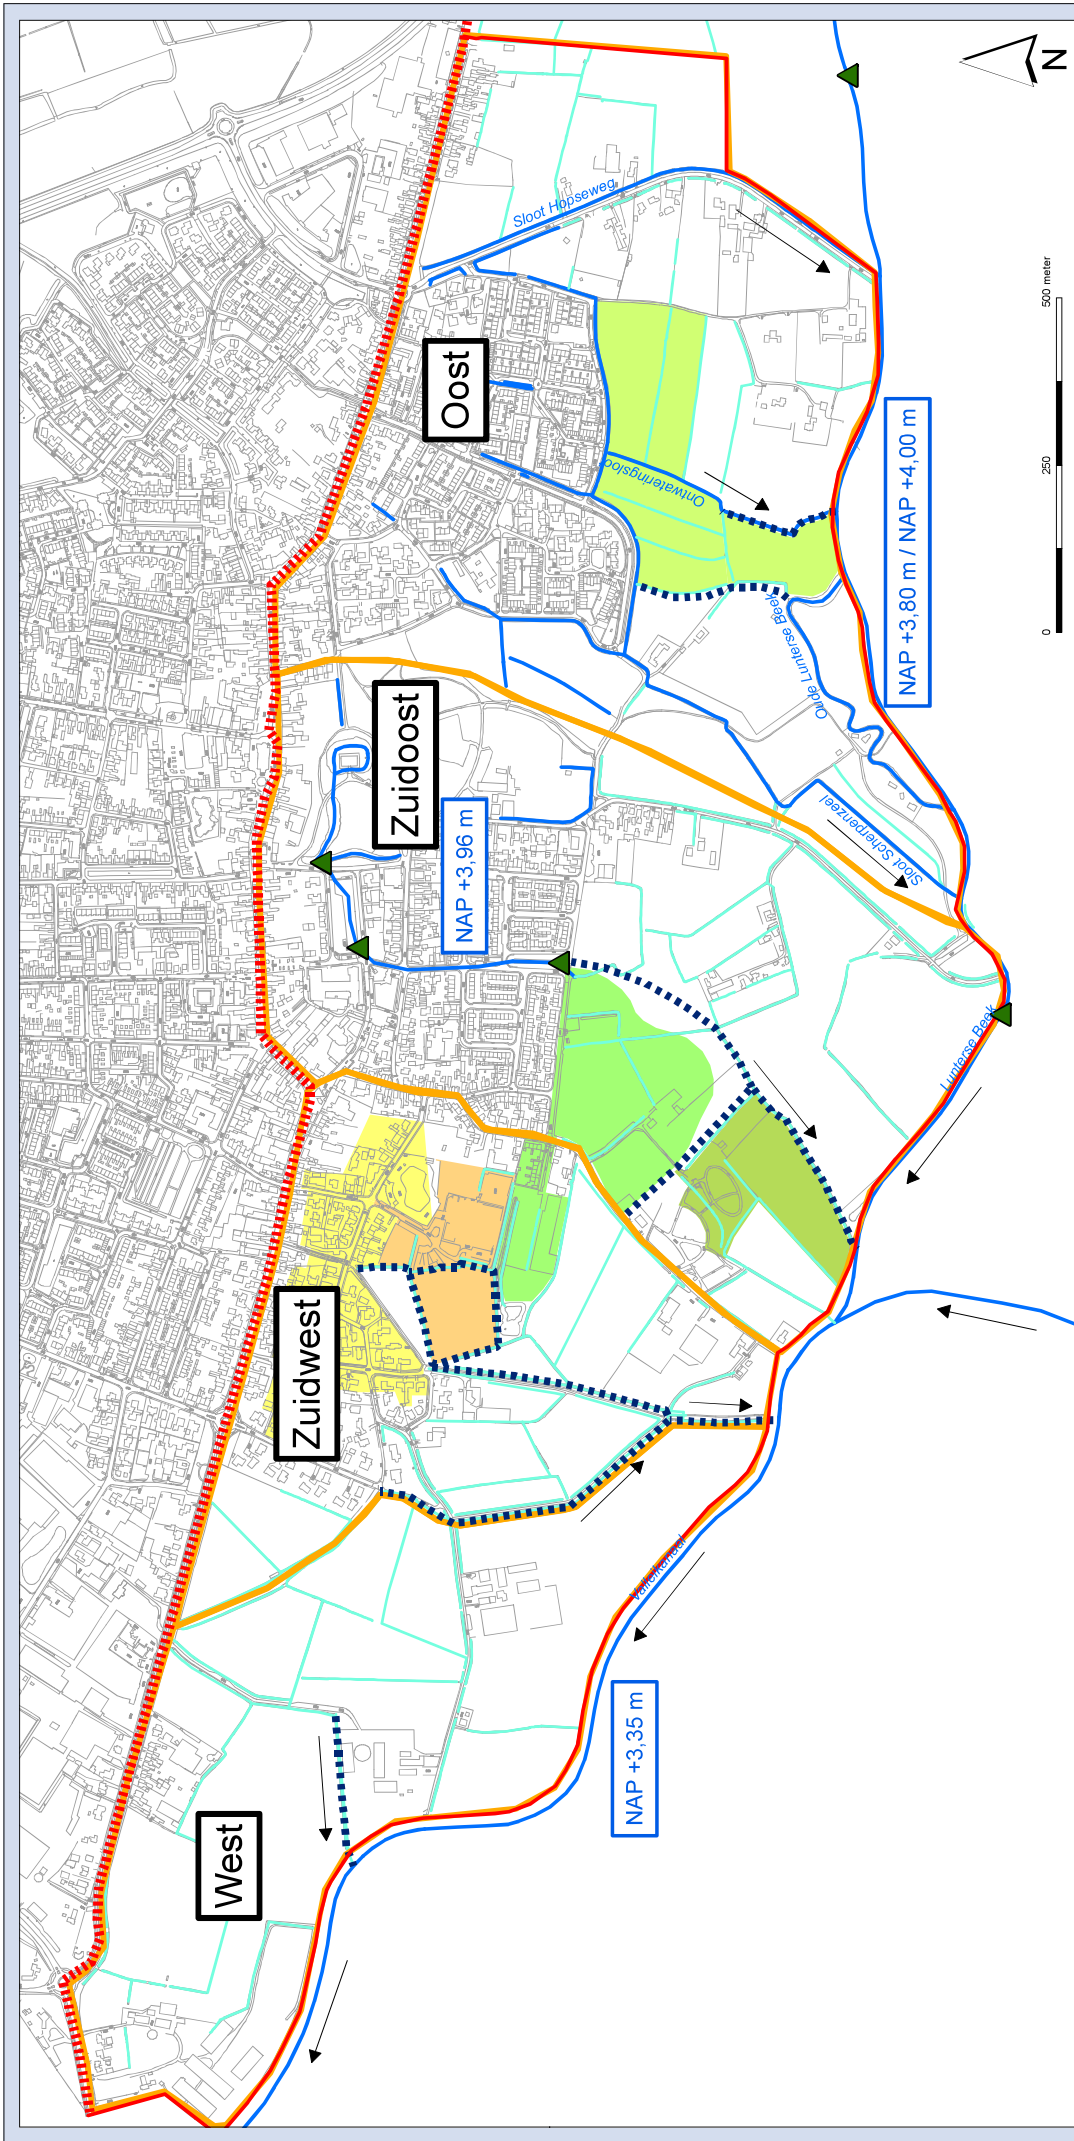 West
Zuidwest
Zuidoost
Oost
NAP +3,96 m
Sloot Hopseweg
Ontwateringsloot
Oude Lunterse Beek
Sloot Scherpenzeel
Lunterse Beek
Valleikanaal
NAP +3,35 m
NAP +3,80 m / NAP +4,00 m
0 250 500 meter
N